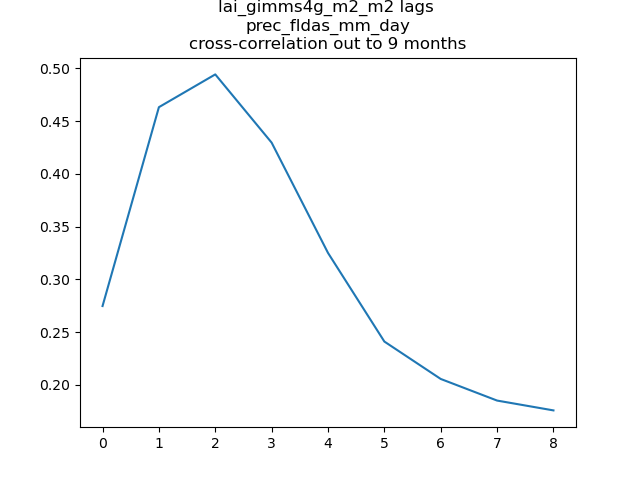 lai_gimms4g_m2_m2 lags
prec_fldas_mm_day
cross-correlation out to 9 months
0.50
0.45
0.40
0.35
0.30
0.25
0.20
0 1 2 3 4 5 6 7 8